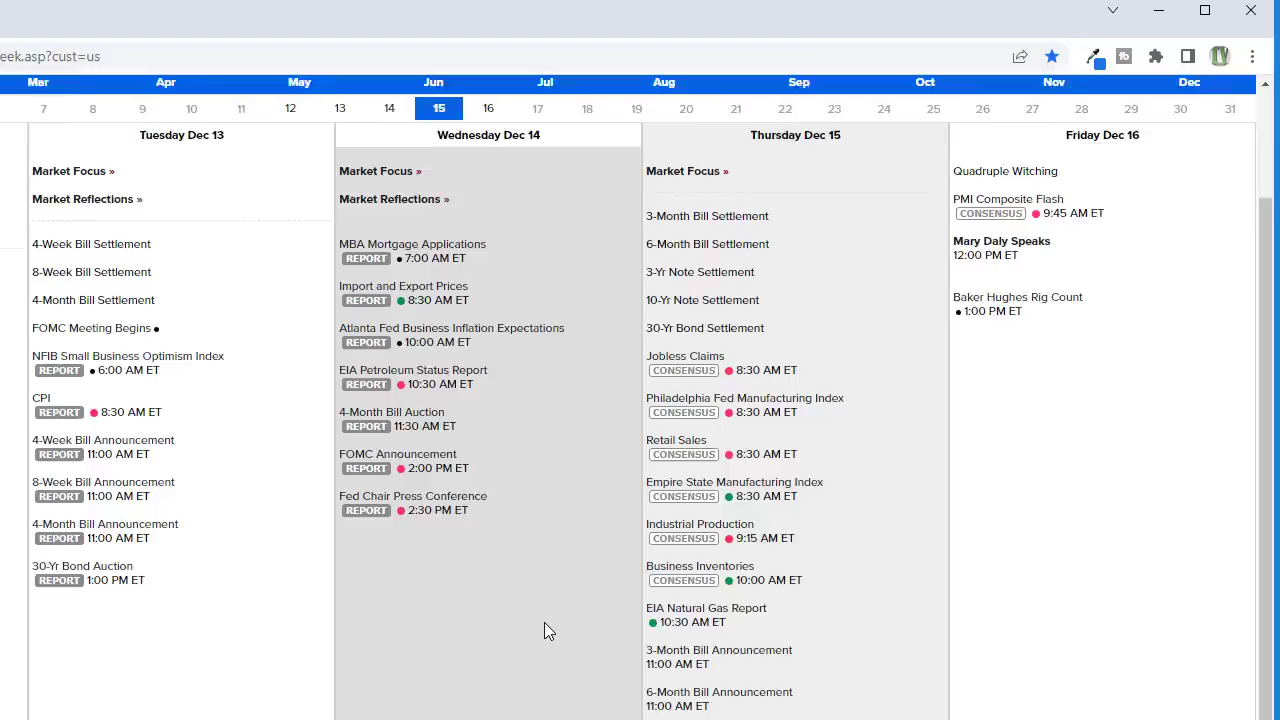 eek.asp?cust=us
Mar Apr May Jun Jul Aug Sep Oct Nov Dec
7 8 9 10 11 12 13 14 15 16 17 18 19 20 21 22 23 24 25 26 27 28 29 30 31
Tuesday Dec 13
Market Focus »
Market Reflections »
4-Week Bill Settlement
8-Week Bill Settlement
4-Month Bill Settlement
FOMC Meeting Begins
NFIB Small Business Optimism Index
REPORT 6:00 AM ET
CPI
REPORT 8:30 AM ET
4-Week Bill Announcement
REPORT 11:00 AM ET
8-Week Bill Announcement
REPORT 11:00 AM ET
4-Month Bill Announcement
REPORT 11:00 AM ET
30-Yr Bond Auction
REPORT 1:00 PM ET
Wednesday Dec 14
Market Focus »
Market Reflections »
MBA Mortgage Applications
REPORT 7:00 AM ET
Import and Export Prices
REPORT 8:30 AM ET
Atlanta Fed Business Inflation Expectations
REPORT 10:00 AM ET
EIA Petroleum Status Report
REPORT 10:30 AM ET
4-Month Bill Auction
REPORT 11:30 AM ET
FOMC Announcement
REPORT 2:00 PM ET
Fed Chair Press Conference
REPORT 2:30 PM ET
Thursday Dec 15
Market Focus »
3-Month Bill Settlement
6-Month Bill Settlement
3-Yr Note Settlement
10-Yr Note Settlement
30-Yr Bond Settlement
Jobless Claims
CONSENSUS 8:30 AM ET
Philadelphia Fed Manufacturing Index
CONSENSUS 8:30 AM ET
Retail Sales
CONSENSUS 8:30 AM ET
Empire State Manufacturing Index
CONSENSUS 8:30 AM ET
Industrial Production
CONSENSUS 9:15 AM ET
Business Inventories
CONSENSUS 10:00 AM ET
EIA Natural Gas Report
10:30 AM ET
3-Month Bill Announcement
11:00 AM ET
6-Month Bill Announcement
11:00 AM ET
Friday Dec 16
Quadruple Witching
PMI Composite Flash
CONSENSUS 9:45 AM ET
Mary Daly Speaks
12:00 PM ET
Baker Hughes Rig Count
1:00 PM ET